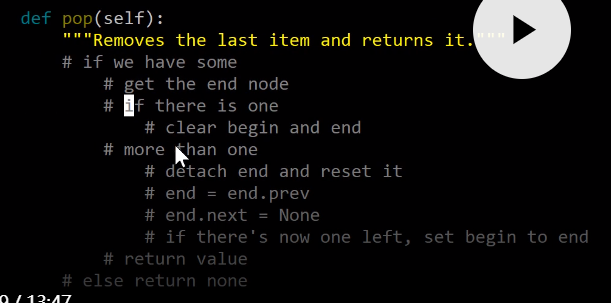 def pop(self):
    """Removes the last item and returns it."""
    # if we have some
        # get the end node
        # if there is one
            # clear begin and end
        # more than one
            # detach end and reset it
            # end = end.prev
            # end.next = None
            # if there's now one left, set begin to end
        # return value
    # else return none
9 / 13:47